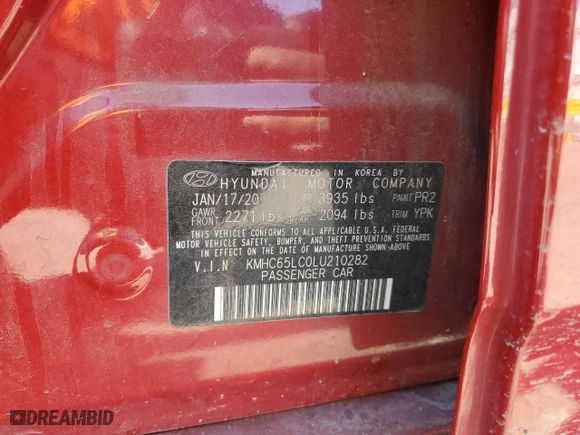 MANUFACTURED IN KOREA BY
HYUNDAI MOTOR COMPANY
JAN/17/20 3935 lbs PAINT PR2
GAWR FRONT 2271 lbs 2094 lbs TRIM YPK
THIS VEHICLE CONFORMS TO ALL APPLICABLE U.S.A. FEDERAL
MOTOR VEHICLE SAFETY, BUMPER, AND THEFT PREVENTION STANDARDS
IN EFFECT ON THE DATE OF MANUFACTURE SHOWN-ABOVE
V.I.N KMHC65LC0LU210282
PASSENGER CAR
DREAMBID